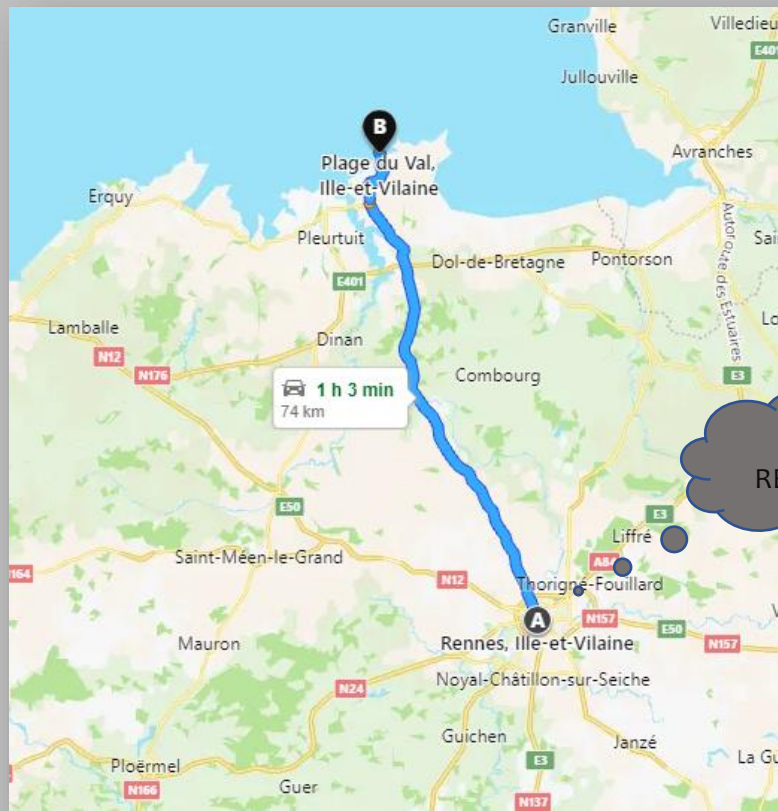 Granville
Villedieu
E401
Jullouville
Avranches
B
Plage du Val,
Ille-et-Vilaine
Erquy
Autoroute des Estuaires
Pleurtuit
Dol-de-Bretagne
Pontorson
E401
Lamballe
Dinan
N12
N176
Combourg
E3
1 h 3 min
74 km
E50
E3
Liffré
Saint-Méen-le-Grand
N12
Thorigné-Fouillard
A
N157
E50
N157
Rennes, Ille-et-Vilaine
Mauron
N24
Noyal-Châtillon-sur-Seiche
Guichen
Janzé
E3
Ploërmel
N166
Guer
N137